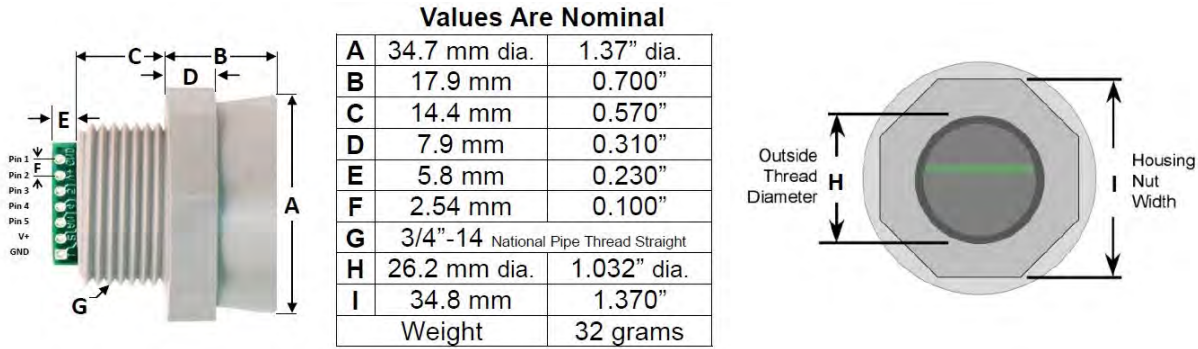 Values Are Nominal
A 34.7 mm dia. 1.37” dia.
B 17.9 mm 0.700”
C 14.4 mm 0.570”
D 7.9 mm 0.310”
E 5.8 mm 0.230”
F 2.54 mm 0.100”
G 3/4”-14 National Pipe Thread Straight
H 26.2 mm dia. 1.032” dia.
I 34.8 mm 1.370”
Weight 32 grams
C B
D
E
Pin 1
F
Pin 2
Pin 3
Pin 4
Pin 5
V+
GND
A
G
Outside
Thread
Diameter
H
I
Housing
Nut
Width